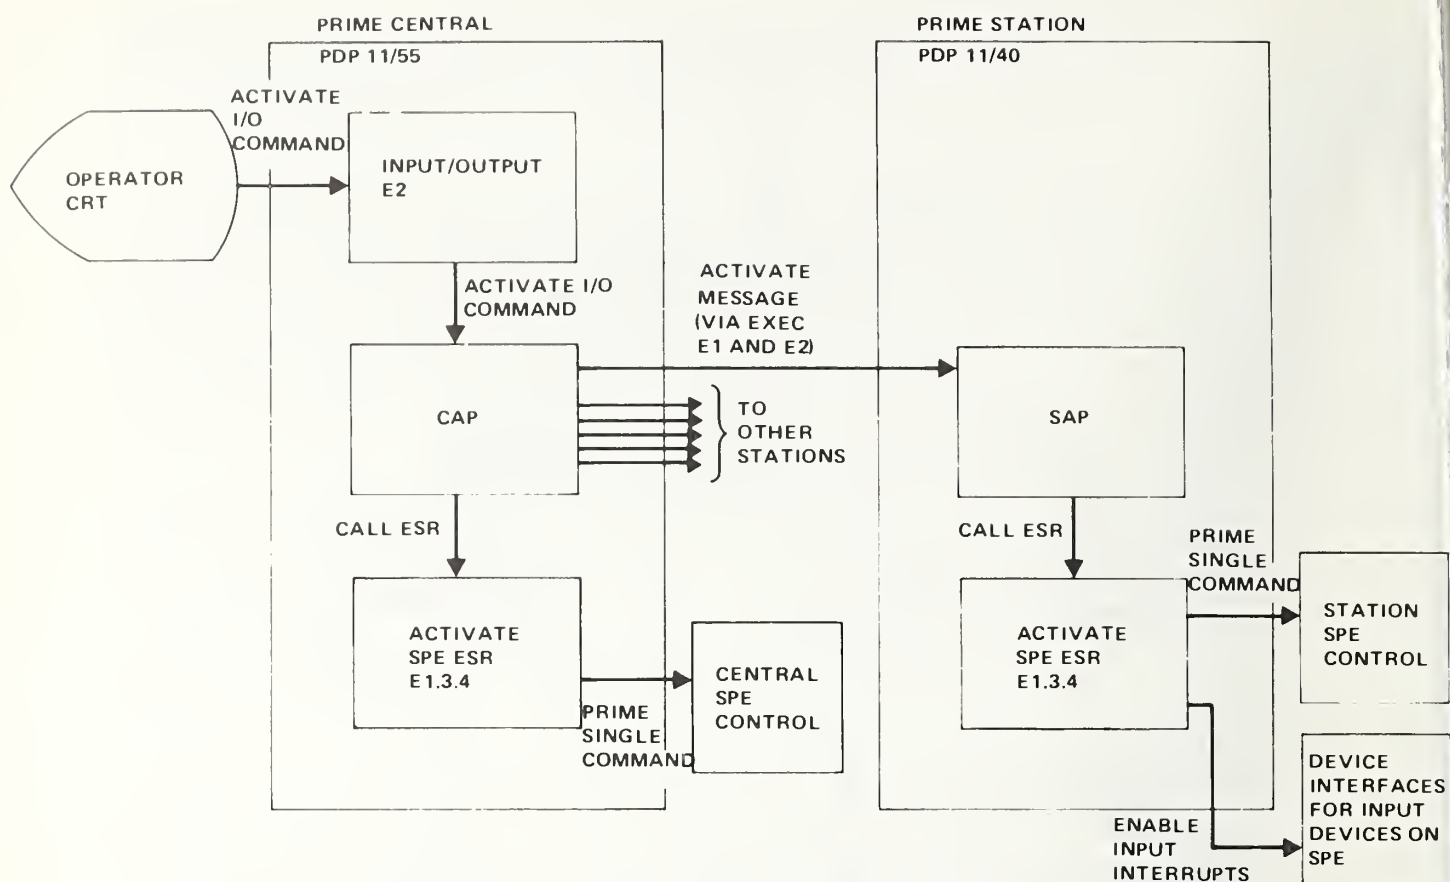 PRIME CENTRAL
PDP 11/55
ACTIVATE
I/O
COMMAND
OPERATOR
CRT
INPUT/OUTPUT
E2
ACTIVATE I/O
COMMAND
CAP
TO
OTHER
STATIONS
CALL ESR
ACTIVATE
SPE ESR
E1.3.4
PRIME
SINGLE
COMMAND
CENTRAL
SPE
CONTROL
ACTIVATE
MESSAGE
(VIA EXEC
E1 AND E2)
PRIME STATION
PDP 11/40
SAP
CALL ESR
ACTIVATE
SPE ESR
E1.3.4
PRIME
SINGLE
COMMAND
STATION
SPE
CONTROL
ENABLE
INPUT
INTERRUPTS
DEVICE
INTERFACES
FOR INPUT
DEVICES ON
SPE